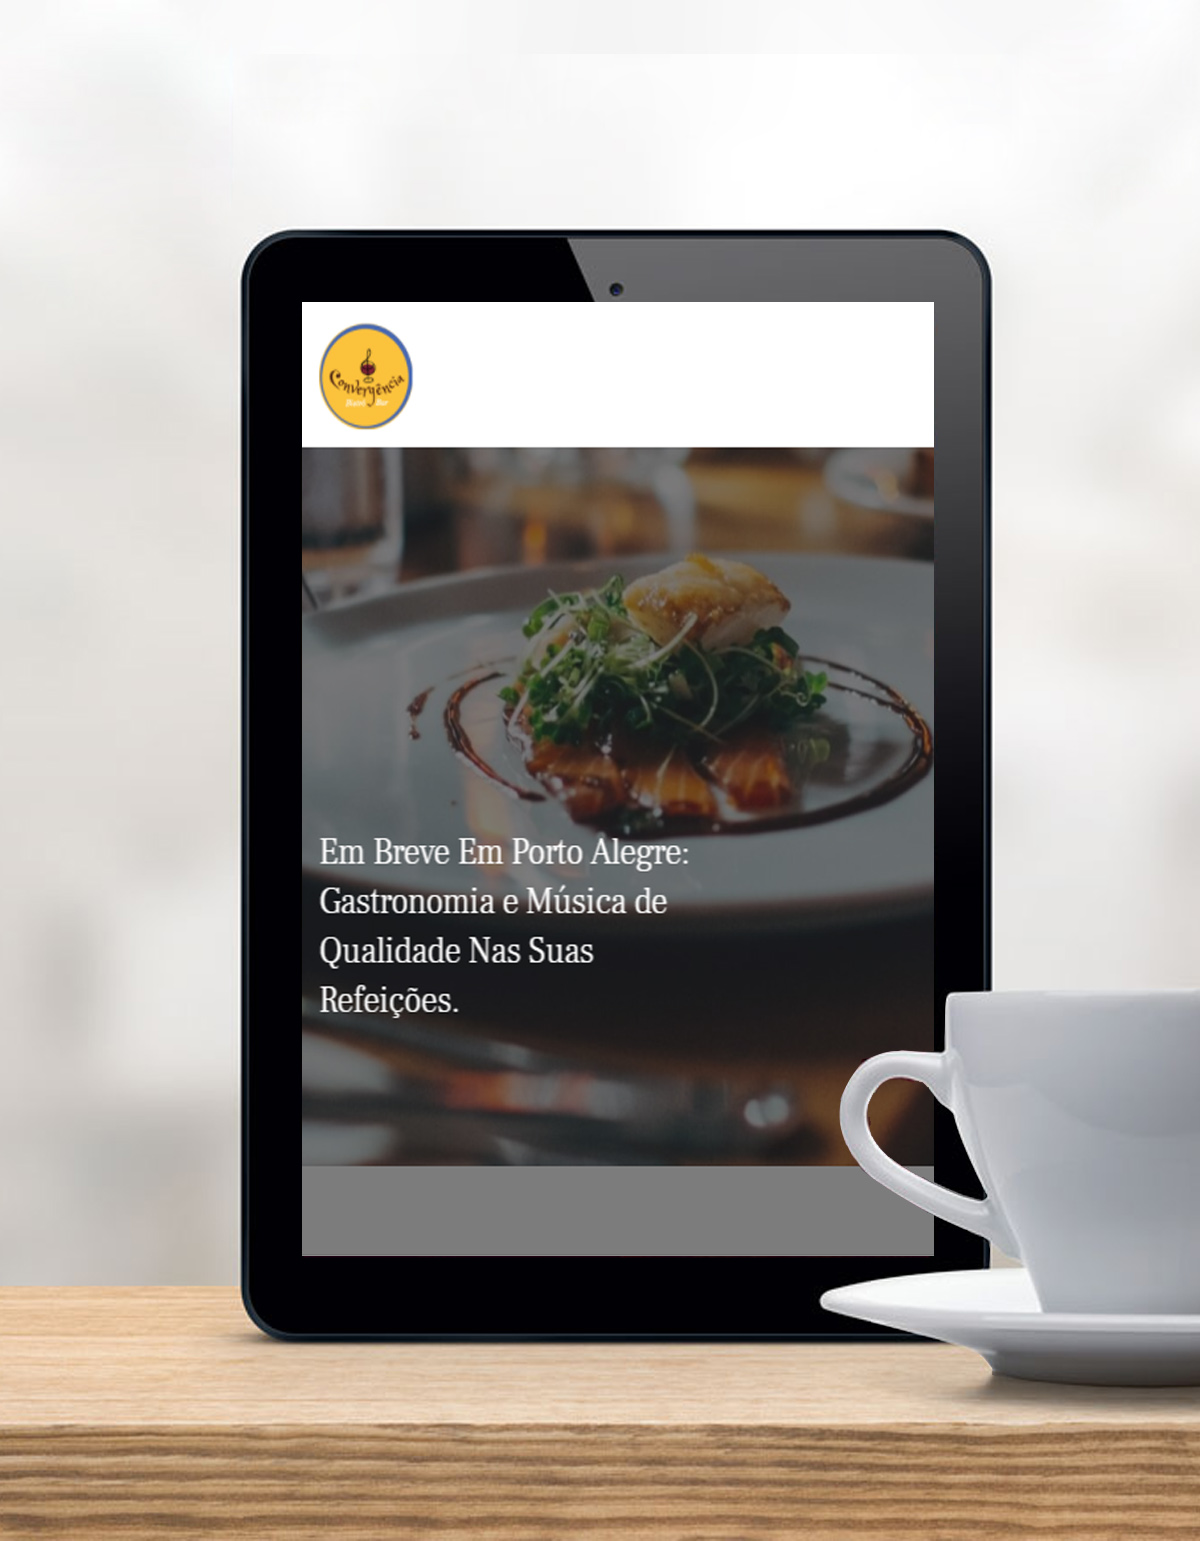 Convergência
Bistrô Bar
Em Breve Em Porto Alegre:
Gastronomia e Música de
Qualidade Nas Suas
Refeições.